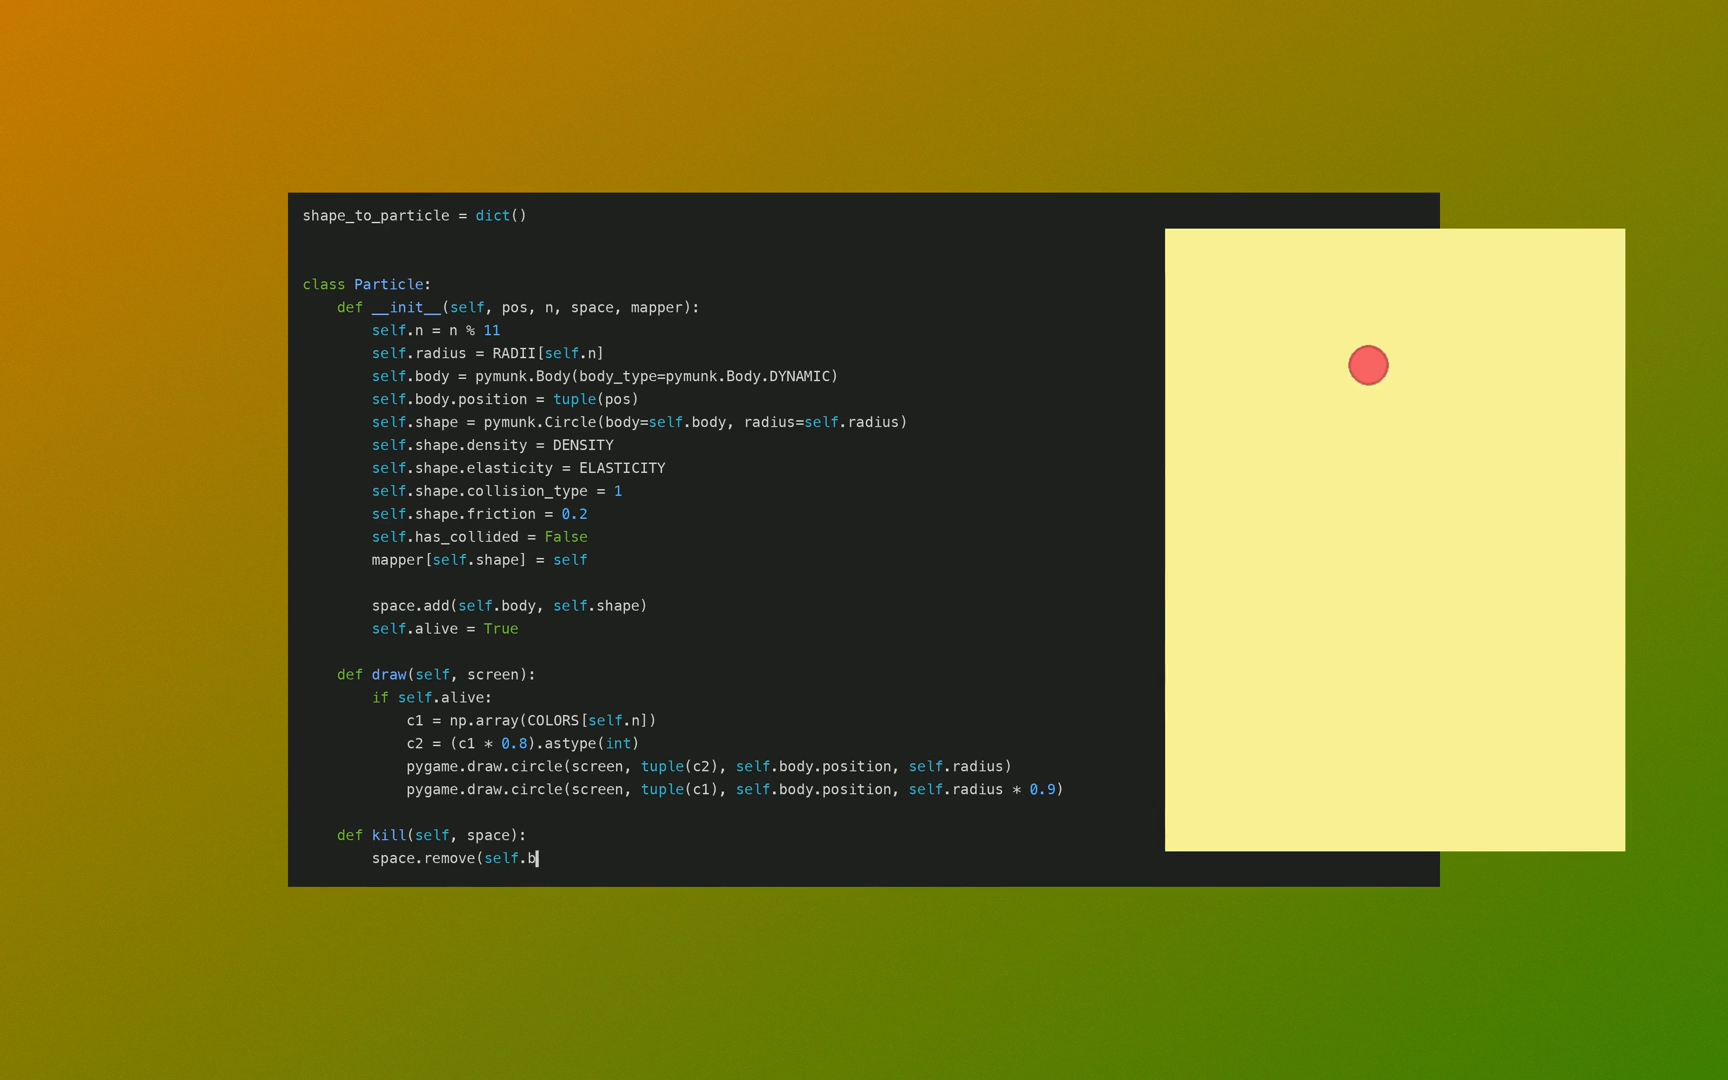 shape_to_particle = dict()
class Particle:
    def __init__(self, pos, n, space, mapper):
        self.n = n % 11
        self.radius = RADII[self.n]
        self.body = pymunk.Body(body_type=pymunk.Body.DYNAMIC)
        self.body.position = tuple(pos)
        self.shape = pymunk.Circle(body=self.body, radius=self.radius)
        self.shape.density = DENSITY
        self.shape.elasticity = ELASTICITY
        self.shape.collision_type = 1
        self.shape.friction = 0.2
        self.has_collided = False
        mapper[self.shape] = self
        space.add(self.body, self.shape)
        self.alive = True
    def draw(self, screen):
        if self.alive:
            c1 = np.array(COLORS[self.n])
            c2 = (c1 * 0.8).astype(int)
            pygame.draw.circle(screen, tuple(c2), self.body.position, self.radius)
            pygame.draw.circle(screen, tuple(c1), self.body.position, self.radius * 0.9)
    def kill(self, space):
        space.remove(self.b